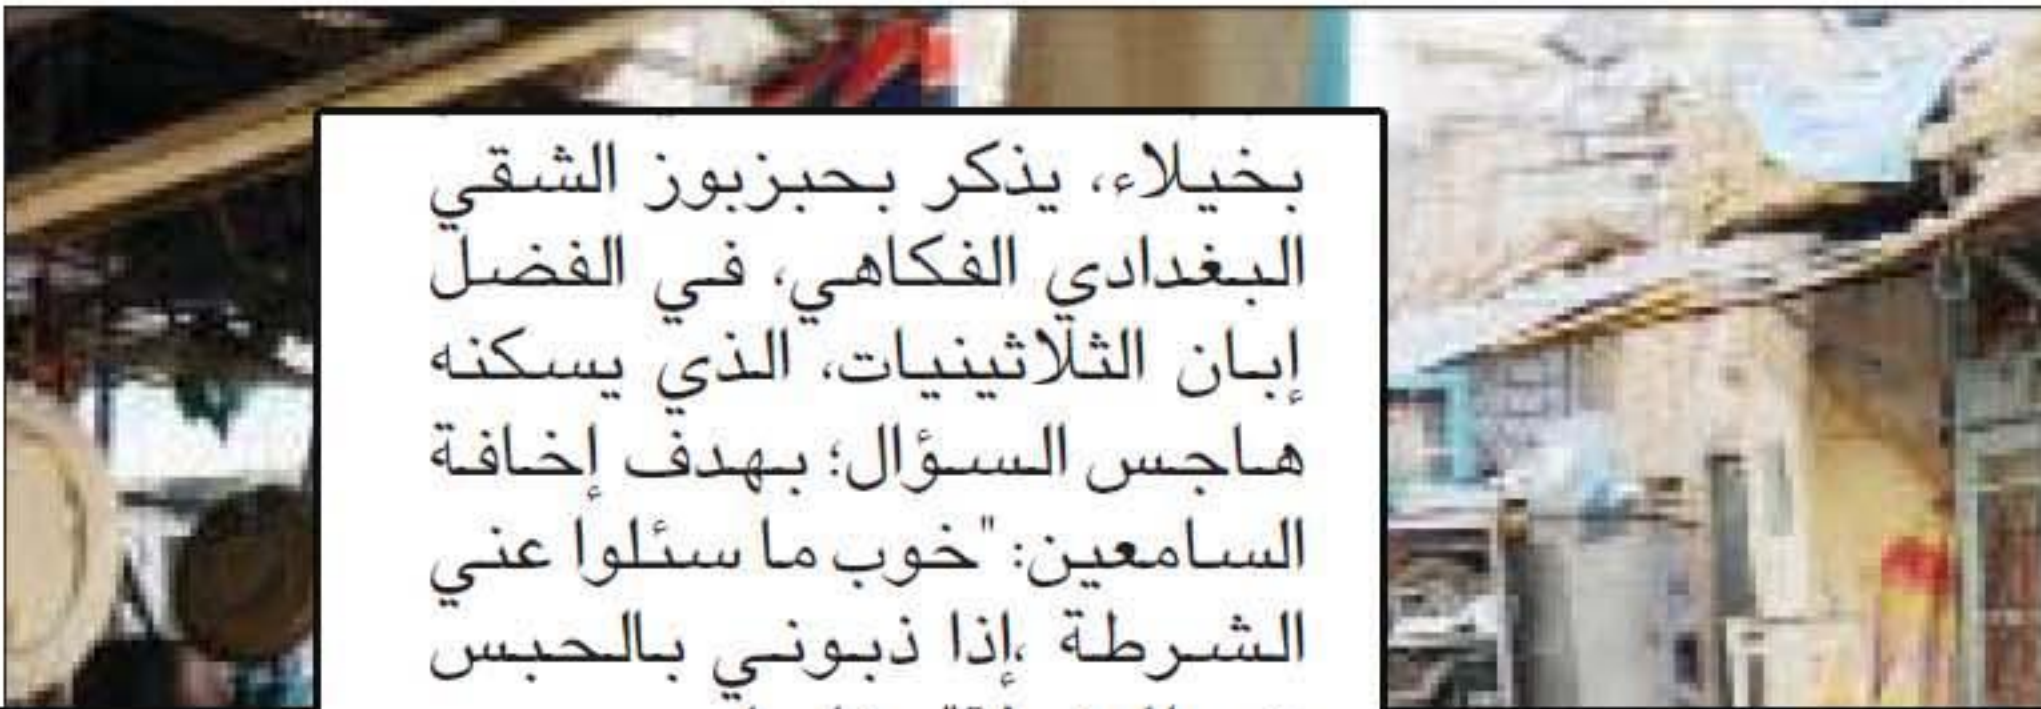 بخيلاء، يذكر بحبزبوز الشقي
البغدادي الفكاهي، في الفضل
إبان الثلاثينيات، الذي يسكنه
هاجس السؤال؛ بهدف إخافة
السامعين: "خوب ما سئلوا عني
الشرطة ،إذا ذبوني بالحبس